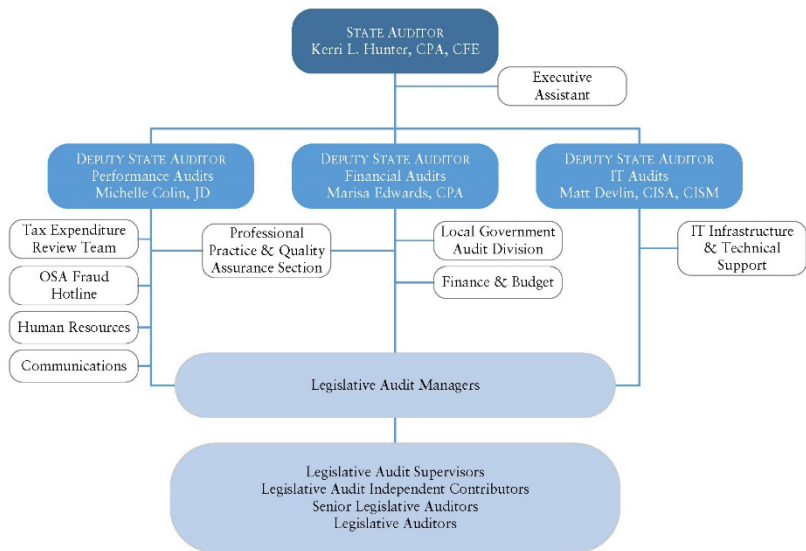 STATE AUDITOR
Kerri L. Hunter, CPA, CFE
Executive
Assistant
DEPUTY STATE AUDITOR
Performance Audits
Michelle Colin, JD
DEPUTY STATE AUDITOR
Financial Audits
Marisa Edwards, CPA
DEPUTY STATE AUDITOR
IT Audits
Matt Devlin, CISA, CISM
Tax Expenditure
Review Team
OSA Fraud
Hotline
Human Resources
Communications
Professional
Practice & Quality
Assurance Section
Local Government
Audit Division
Finance & Budget
IT Infrastructure
& Technical
Support
Legislative Audit Managers
Legislative Audit Supervisors
Legislative Audit Independent Contributors
Senior Legislative Auditors
Legislative Auditors